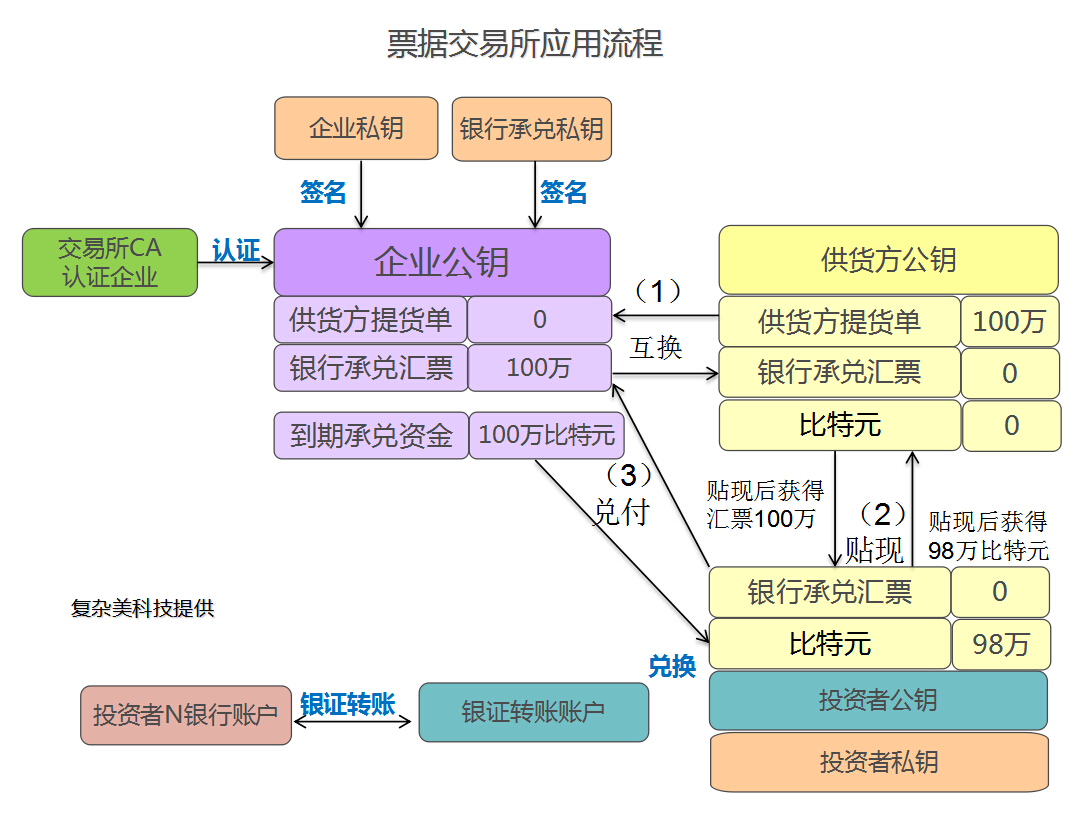 票据交易所应用流程
企业私钥
银行承兑私钥
签名
签名
交易所CA
认证企业
认证
企业公钥
供货方提货单
0
银行承兑汇票
100万
到期承兑资金
100万比特元
（1）
互换
供货方公钥
供货方提货单
100万
银行承兑汇票
0
比特元
0
（3）
兑付
贴现后获得
汇票100万
（2）
贴现
贴现后获得
98万比特元
银行承兑汇票
0
比特元
98万
投资者公钥
投资者私钥
复杂美科技提供
兑换
投资者N银行账户
银证转账
银证转账账户